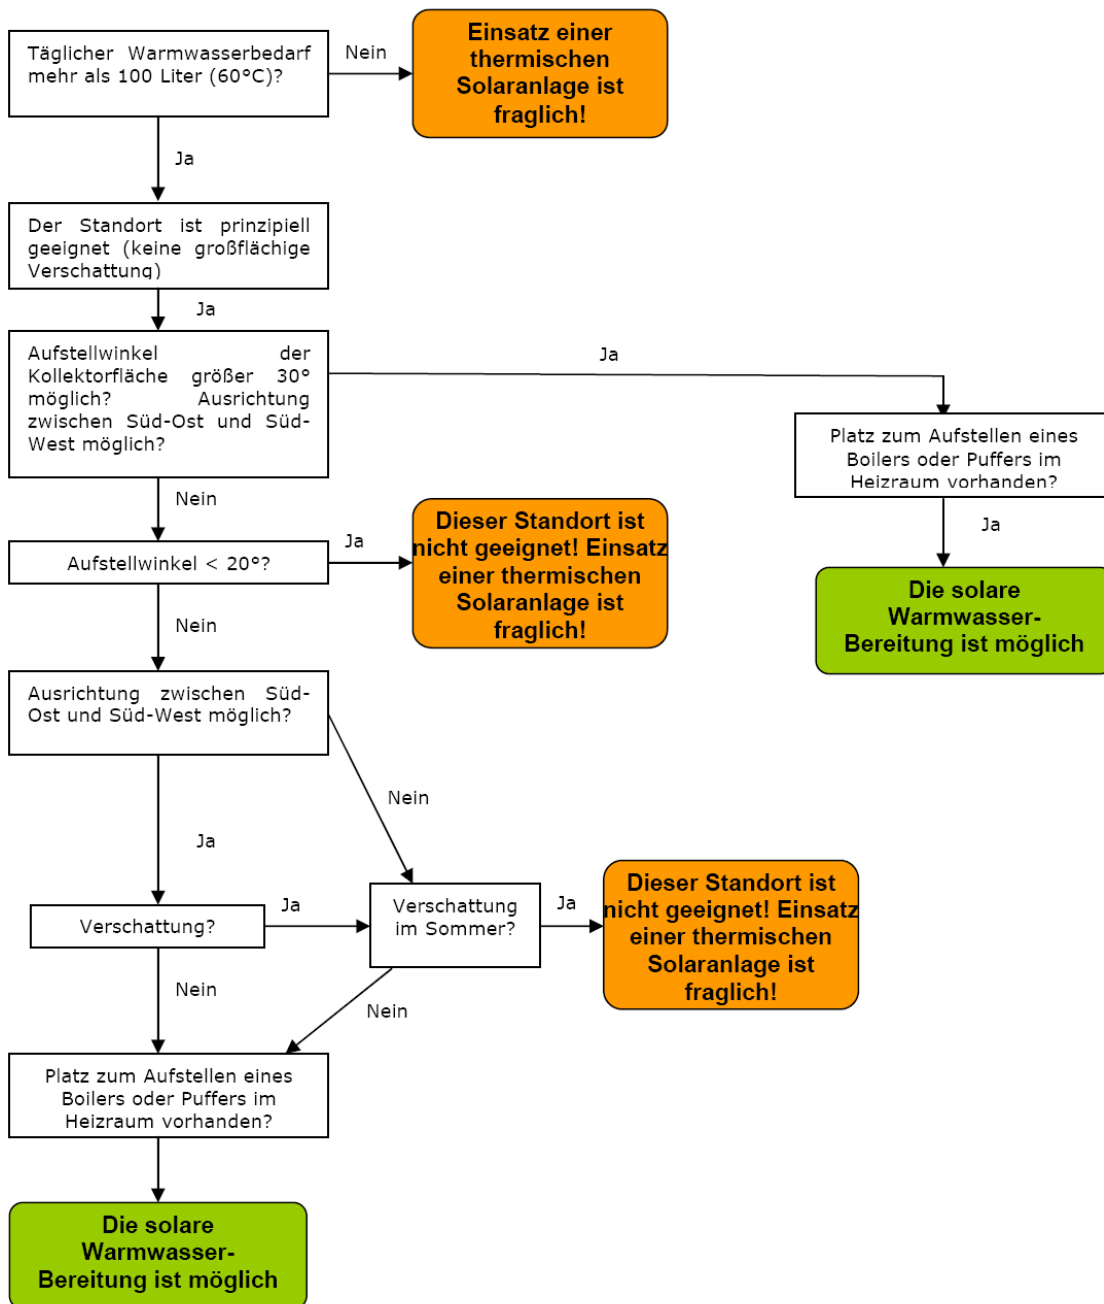 Täglicher Warmwasserbedarf
mehr als 100 Liter (60°C)?
Nein
Einsatz einer
thermischen
Solaranlage ist
fraglich!
Ja
Der Standort ist prinzipiell
geeignet (keine großflächige
Verschattung)
Ja
Aufstellwinkel der
Kollektorfläche größer 30°
möglich? Ausrichtung
zwischen Süd-Ost und Süd-
West möglich?
Ja
Platz zum Aufstellen eines
Boilers oder Puffers im
Heizraum vorhanden?
Ja
Die solare
Warmwasser-
Bereitung ist möglich
Nein
Aufstellwinkel < 20°?
Ja
Dieser Standort ist
nicht geeignet! Einsatz
einer thermischen
Solaranlage ist
fraglich!
Nein
Ausrichtung zwischen Süd-
Ost und Süd-West möglich?
Nein
Ja
Verschattung?
Ja
Verschattung
im Sommer?
Ja
Dieser Standort ist
nicht geeignet! Einsatz
einer thermischen
Solaranlage ist
fraglich!
Nein
Nein
Platz zum Aufstellen eines
Boilers oder Puffers im
Heizraum vorhanden?
Die solare
Warmwasser-
Bereitung ist möglich